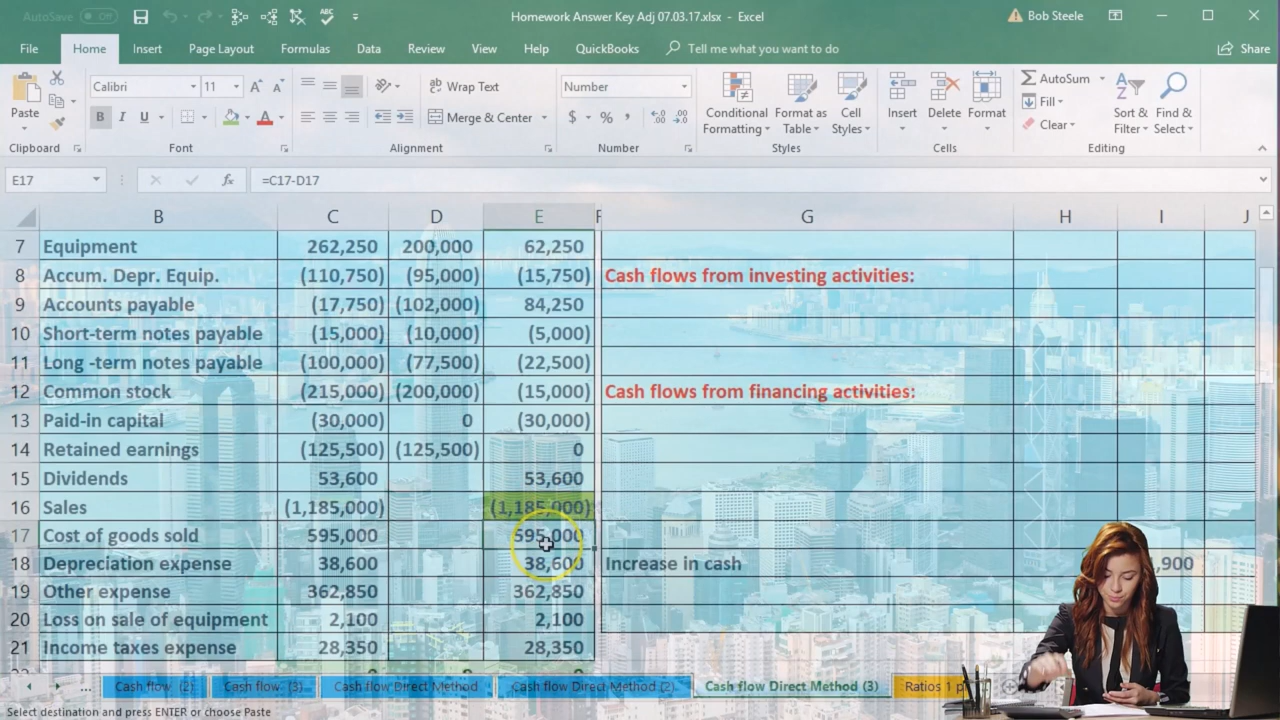 AutoSave Off Homework Answer Key Adj 07.03.17.xlsx - Excel Bob Steele
File Home Insert Page Layout Formulas Data Review View Help QuickBooks Tell me what you want to do Share
Paste Calibri 11 Wrap Text Number AutoSum
B I U Merge & Center $ % , Conditional Formatting Format as Table Cell Styles Insert Delete Format Fill Clear Sort & Filter Find & Select
Clipboard Font Alignment Number Styles Cells Editing
E17 fx =C17-D17
B C D E F G H I J
7 Equipment 262,250 200,000 62,250
8 Accum. Depr. Equip. (110,750) (95,000) (15,750) Cash flows from investing activities:
9 Accounts payable (17,750) (102,000) 84,250
10 Short-term notes payable (15,000) (10,000) (5,000)
11 Long -term notes payable (100,000) (77,500) (22,500)
12 Common stock (215,000) (200,000) (15,000) Cash flows from financing activities:
13 Paid-in capital (30,000) 0 (30,000)
14 Retained earnings (125,500) (125,500) 0
15 Dividends 53,600 53,600
16 Sales (1,185,000) (1,185,000)
17 Cost of goods sold 595,000 595,000
18 Depreciation expense 38,600 38,600 Increase in cash ,900
19 Other expense 362,850 362,850
20 Loss on sale of equipment 2,100 2,100
21 Income taxes expense 28,350 28,350
... Cash flow (2) Cash flow (3) Cash flow Direct Method Cash flow Direct Method (2) Cash flow Direct Method (3) Ratios 1 p
Select destination and press ENTER or choose Paste